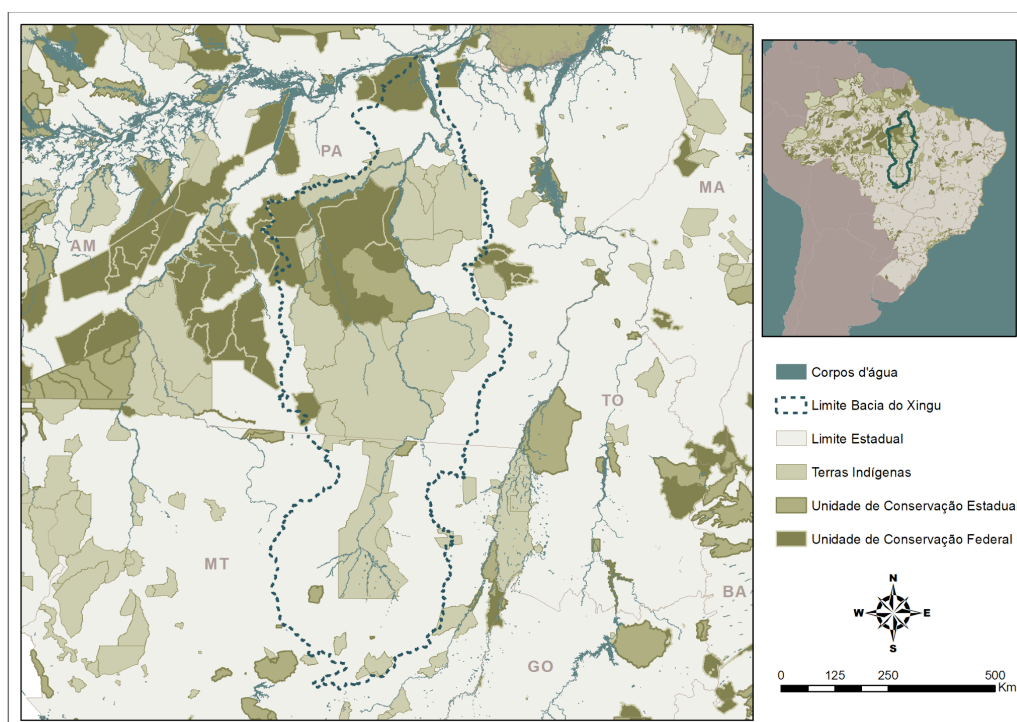 PA
MA
AM
TO
MT
BA
GO
Corpos d'água
Limite Bacia do Xingu
Limite Estadual
Terras Indígenas
Unidade de Conservação Estadual
Unidade de Conservação Federal
N
W E
S
0 125 250 500
Km